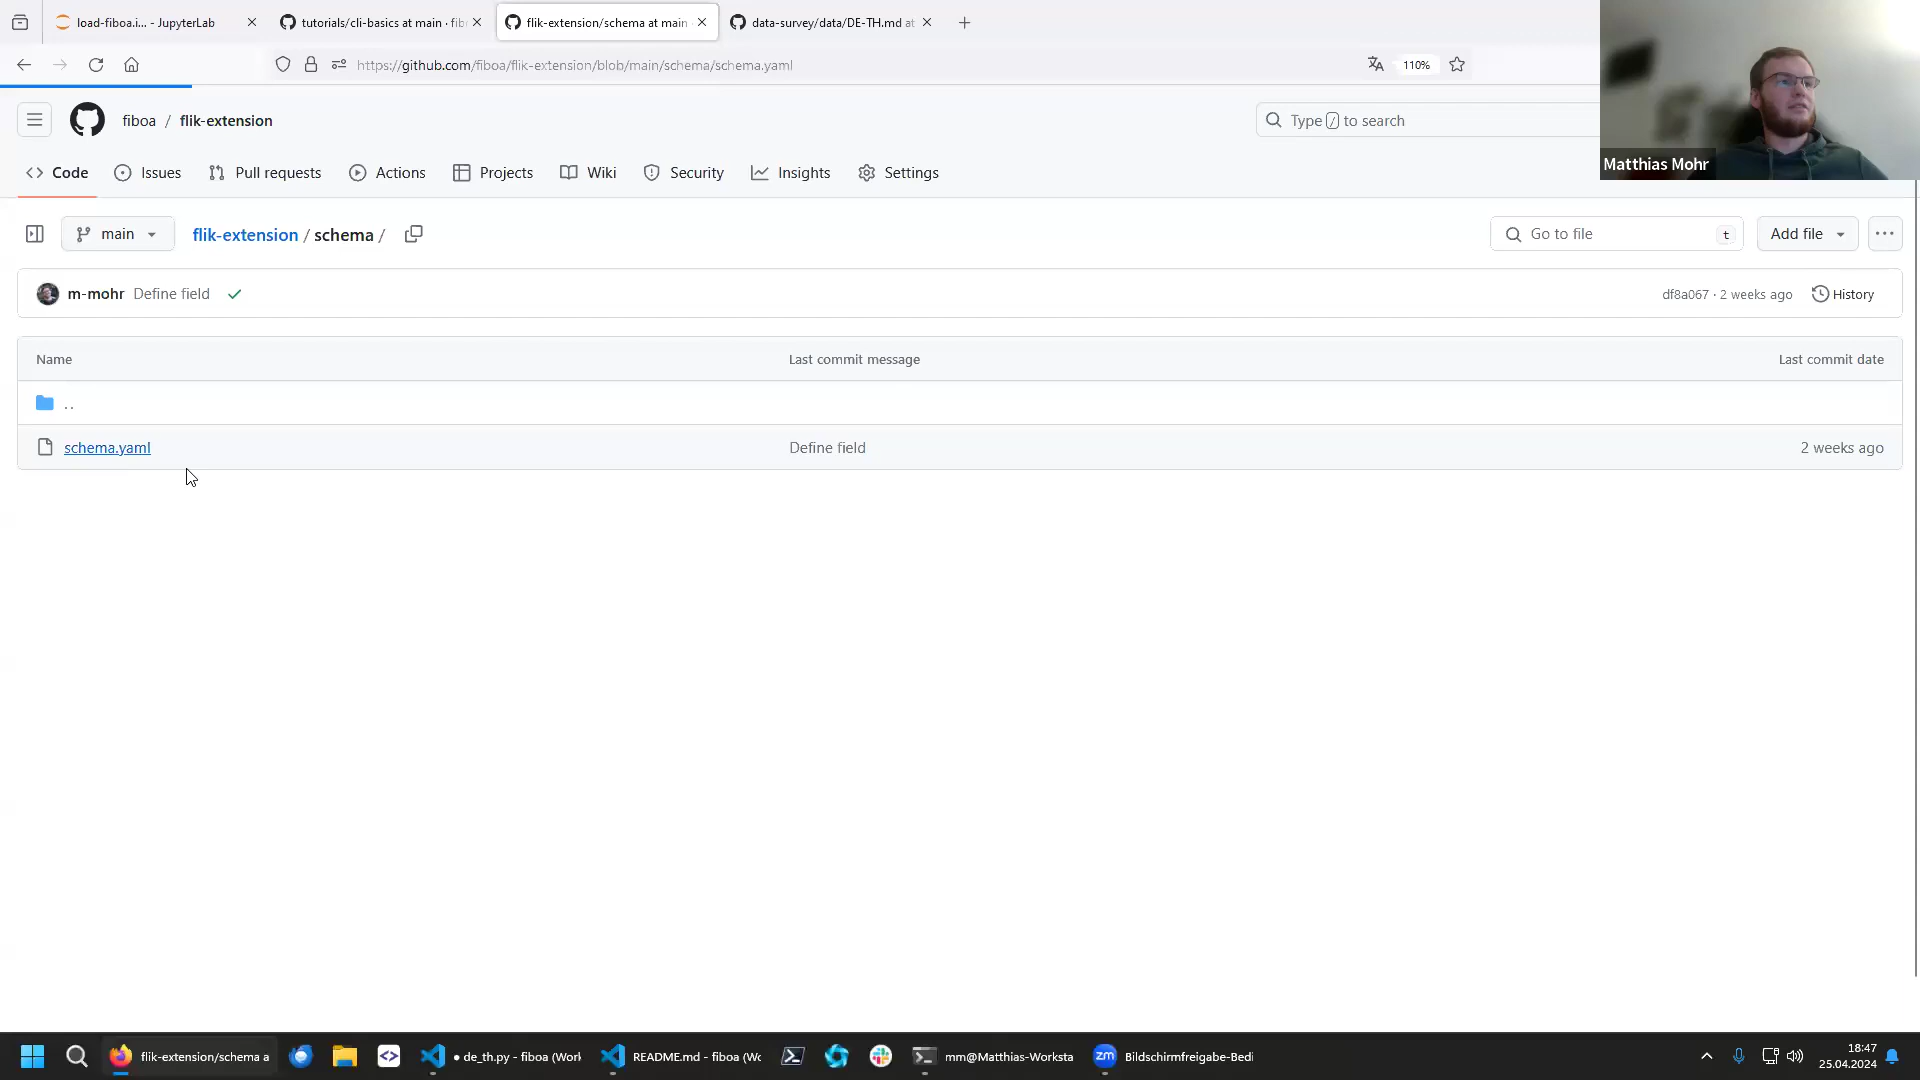 load-fiboa.i... - JupyterLab
tutorials/cli-basics at main · fib
flik-extension/schema at main
data-survey/data/DE-TH.md at
https://github.com/fiboa/flik-extension/blob/main/schema/schema.yaml
110%
fiboa / flik-extension
Type / to search
Matthias Mohr
Code
Issues
Pull requests
Actions
Projects
Wiki
Security
Insights
Settings
main
flik-extension / schema /
Go to file
t
Add file
m-mohr Define field
df8a067 · 2 weeks ago
History
Name
Last commit message
Last commit date
..
schema.yaml
Define field
2 weeks ago
flik-extension/schema a
● de_th.py - fiboa (Work
README.md - fiboa (Wo
mm@Matthias-Worksta
zm
Bildschirmfreigabe-Bedi
18:47
25.04.2024